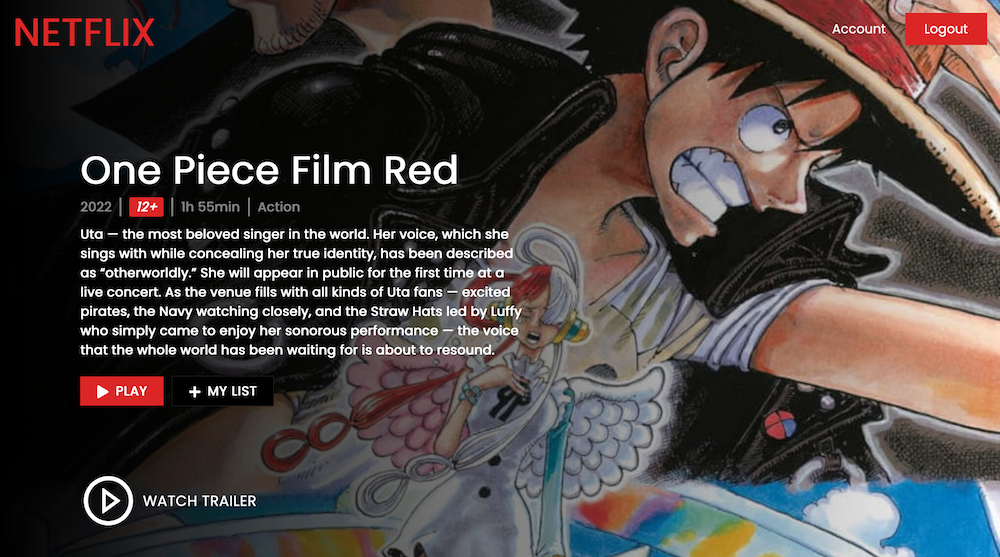 NETFLIX
Account
Logout
One Piece Film Red
2022 | 12+ | 1h 55min | Action
Uta — the most beloved singer in the world. Her voice, which she
sings with while concealing her true identity, has been described
as “otherworldly.” She will appear in public for the first time at a
live concert. As the venue fills with all kinds of Uta fans — excited
pirates, the Navy watching closely, and the Straw Hats led by Luffy
who simply came to enjoy her sonorous performance — the voice
that the whole world has been waiting for is about to resound.
PLAY
MY LIST
WATCH TRAILER